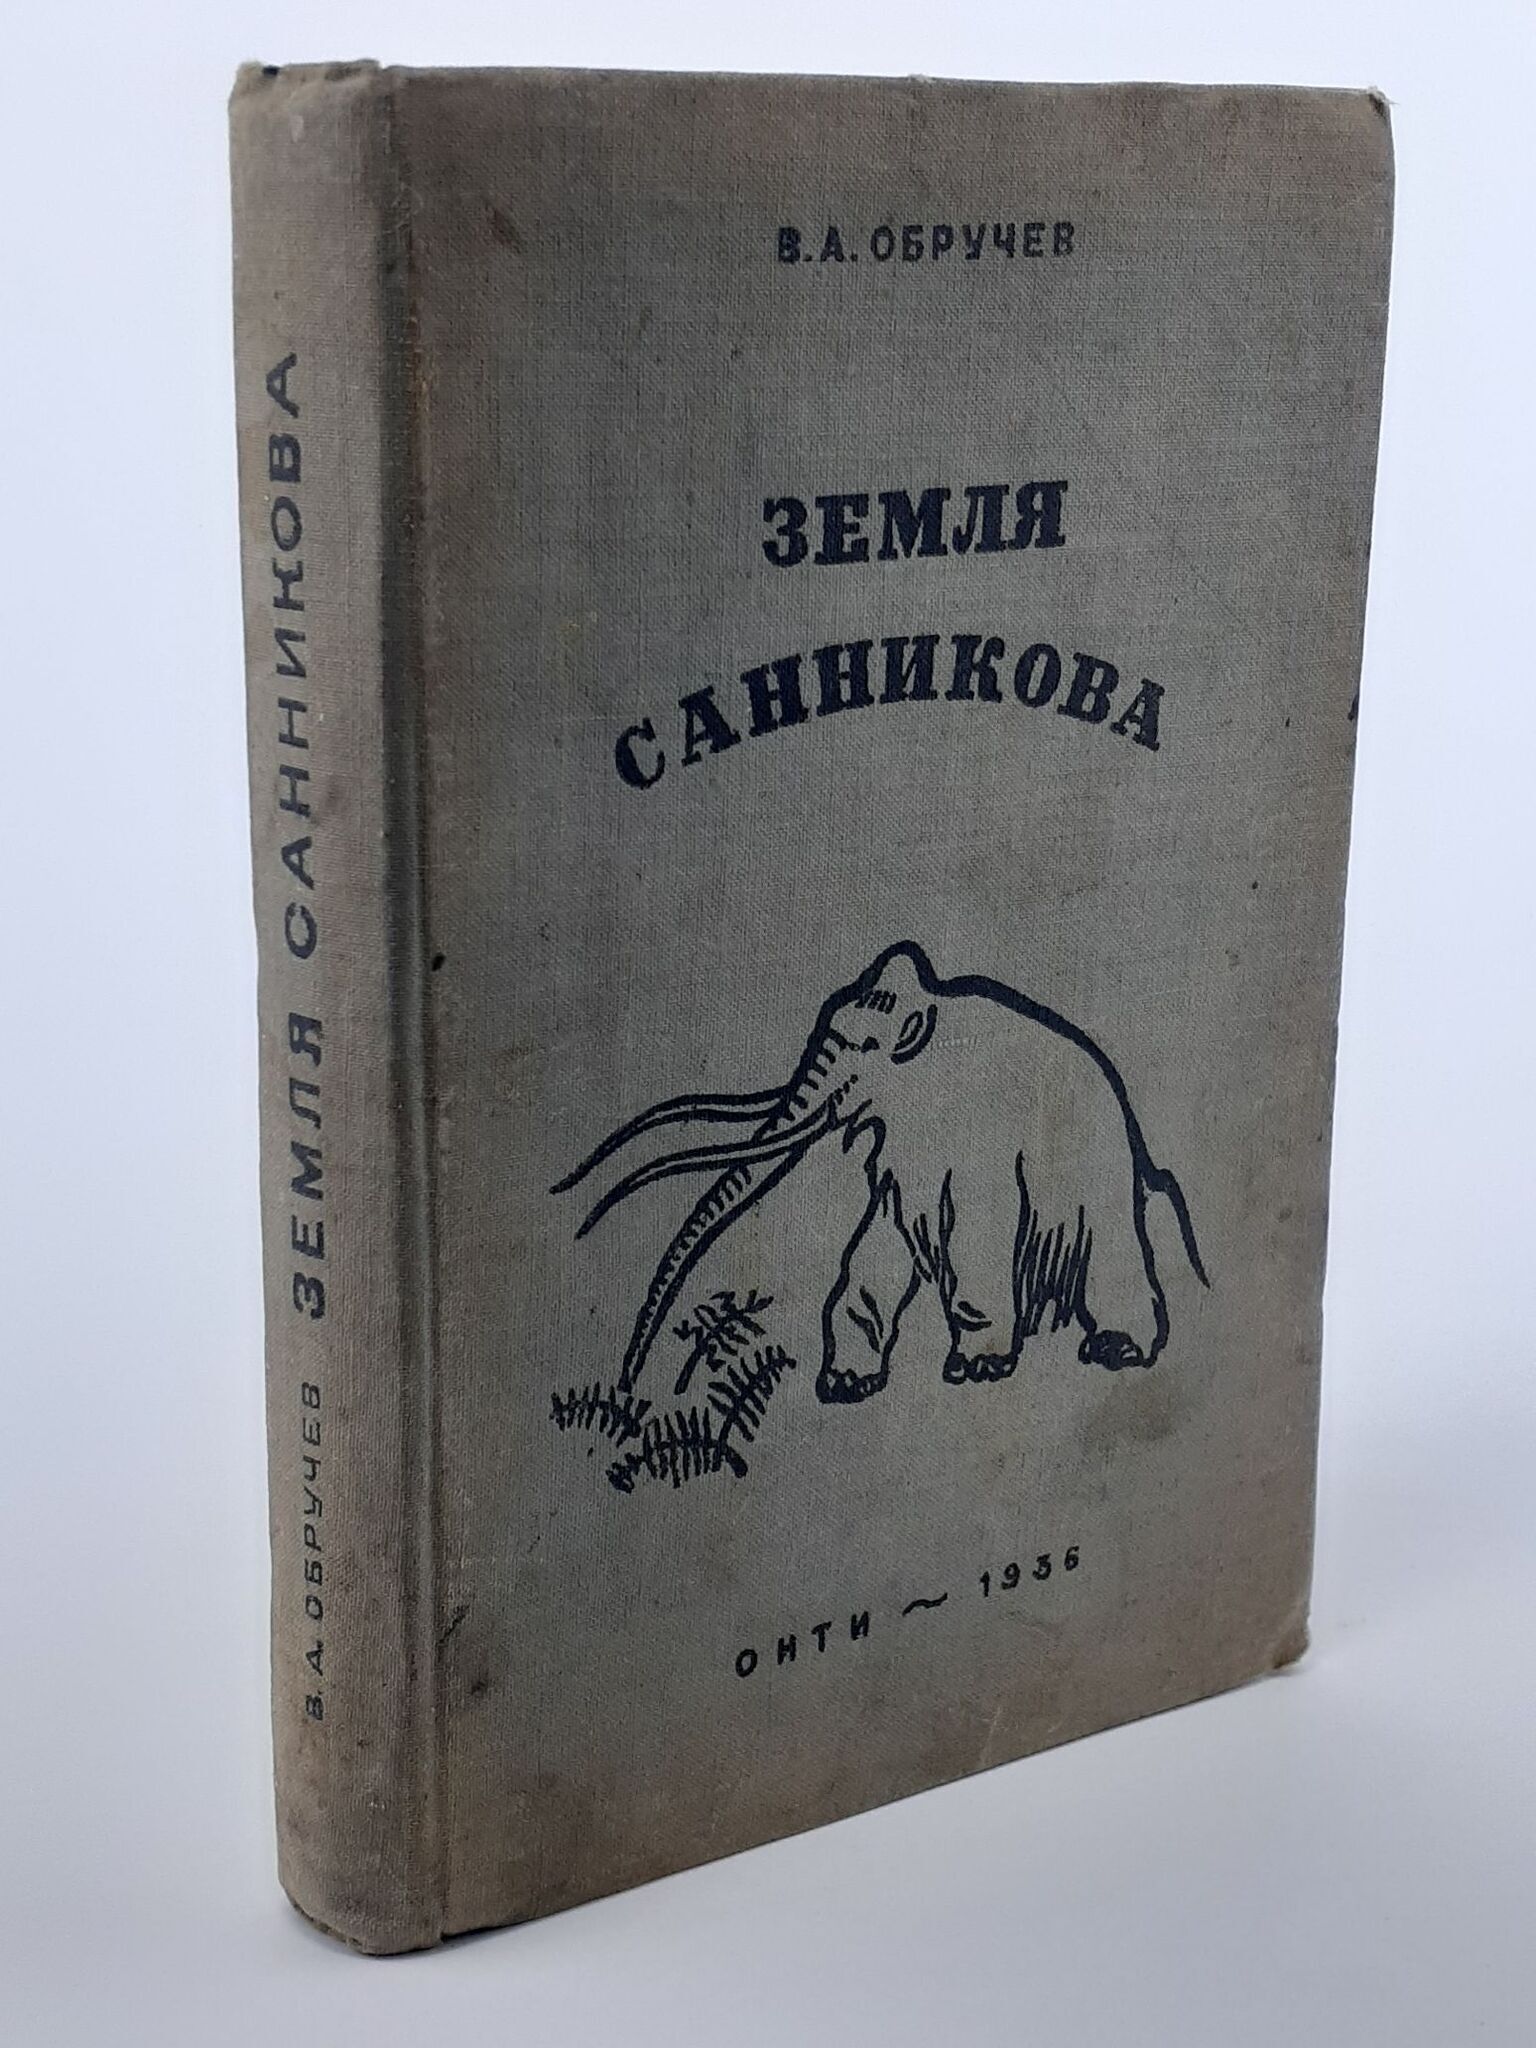 В. А. ОБРУЧЕВ ЗЕМЛЯ САННИКОВА
В.А. ОБРУЧЕВ
ЗЕМЛЯ
САННИКОВА
ОНТИ ~ 1936